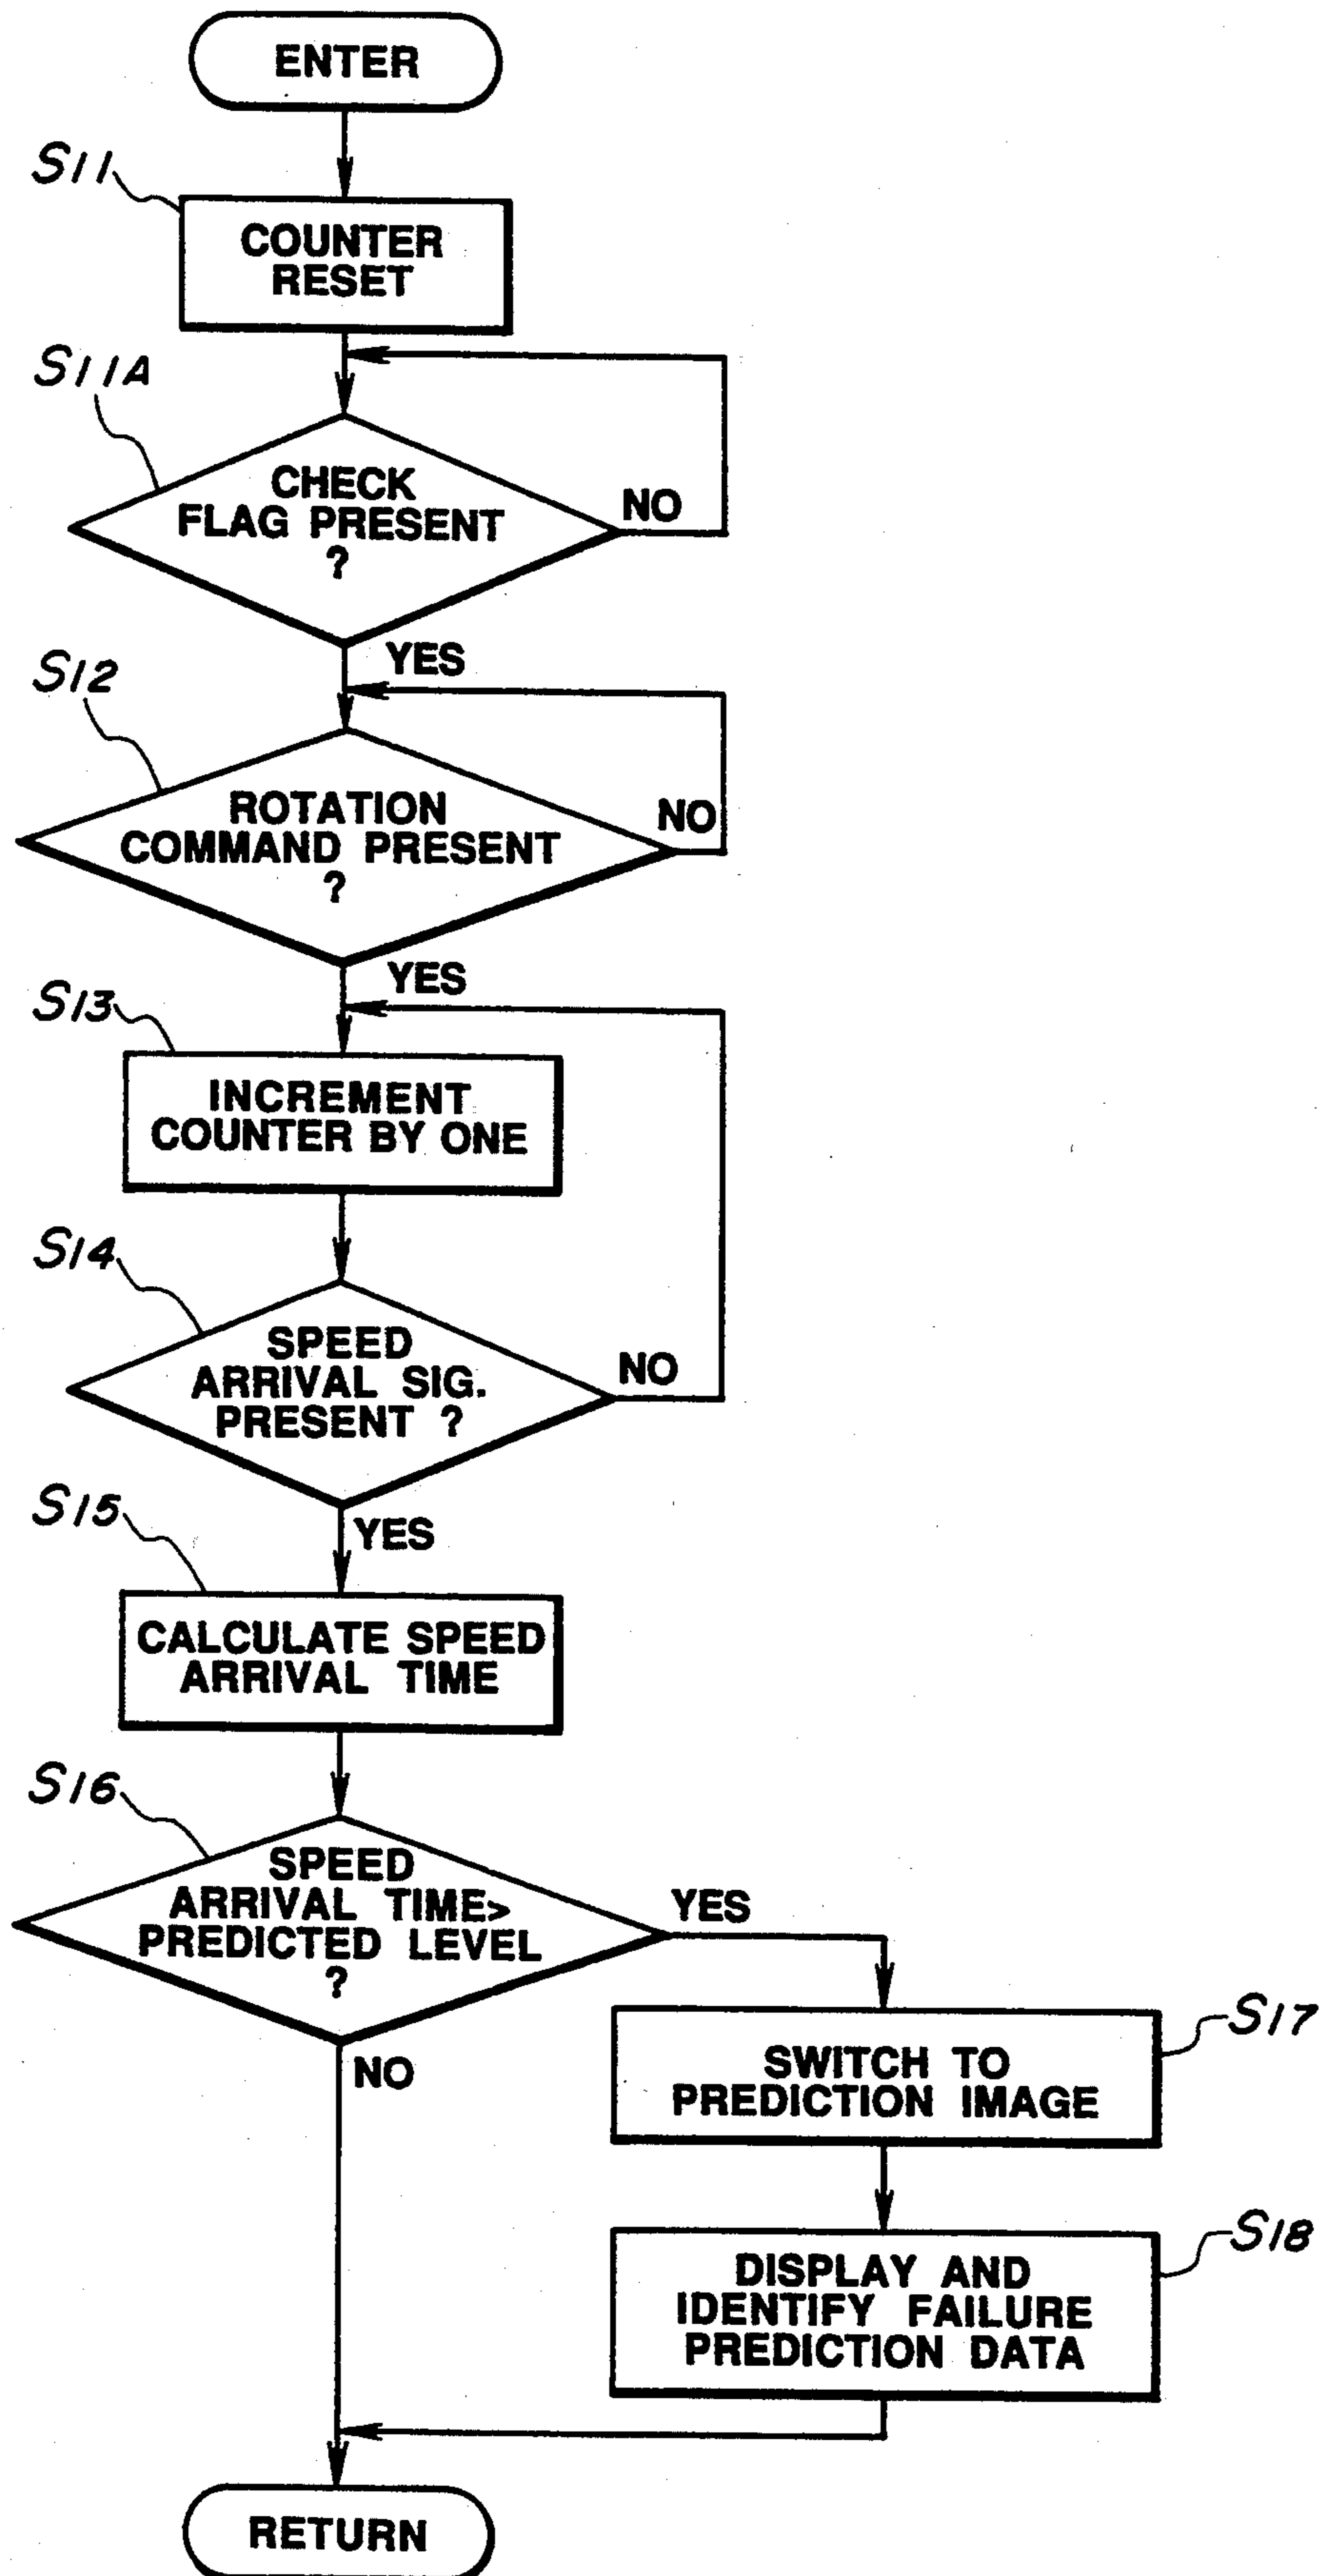 ENTER
S11
COUNTER
RESET
S11A
CHECK
FLAG PRESENT
?
NO
YES
S12
ROTATION
COMMAND PRESENT
?
NO
YES
S13
INCREMENT
COUNTER BY ONE
S14
SPEED
ARRIVAL SIG.
PRESENT ?
NO
YES
S15
CALCULATE SPEED
ARRIVAL TIME
S16
SPEED
ARRIVAL TIME>
PREDICTED LEVEL
?
YES
NO
S17
SWITCH TO
PREDICTION IMAGE
S18
DISPLAY AND
IDENTIFY FAILURE
PREDICTION DATA
RETURN